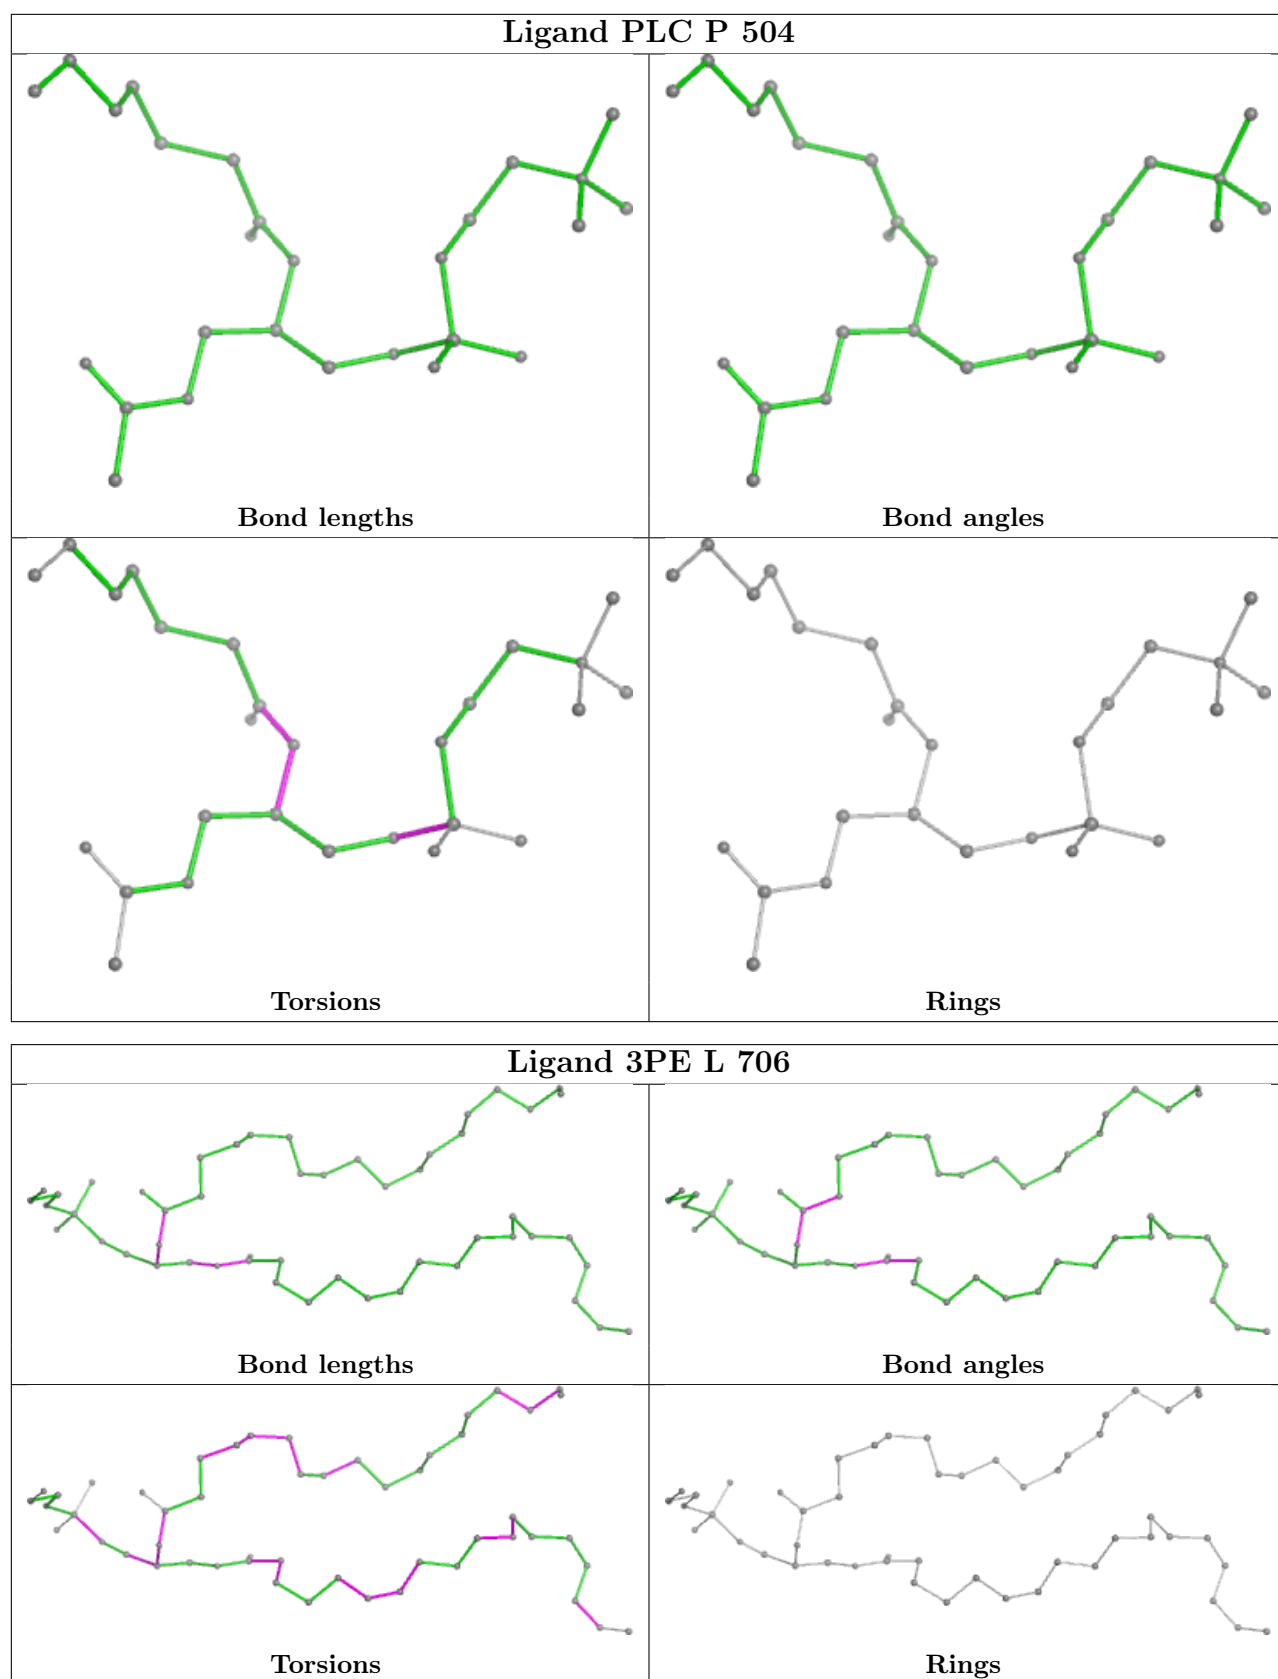 Ligand PLC P 504
Bond lengths
Bond angles
Torsions
Rings
Ligand 3PE L 706
Bond lengths
Bond angles
Torsions
Rings